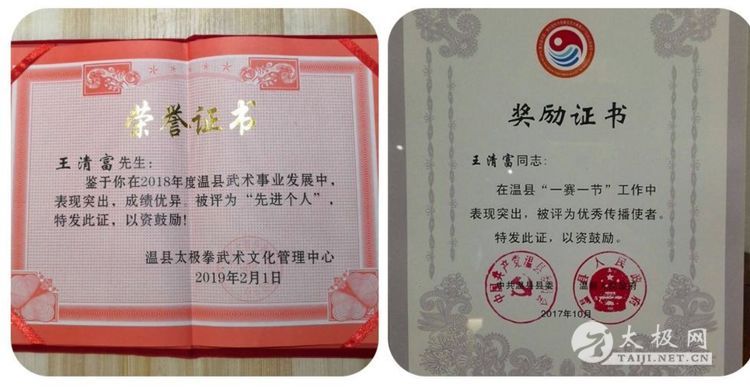 荣誉证书
王清富先生:
鉴于你在2018年度温县武术事业发展中,
表现突出,成绩优异。被评为“先进个人”,
特发此证,以资鼓励!
温县太极拳武术文化管理中心
2019年2月1日
奖励证书
王清富同志:
在温县“一赛一节”工作中
表现突出,被评为优秀传播使者。
特发此证,以资鼓励。
中共温县县委
2017年10月
太极网
TAIJI.NET.CN